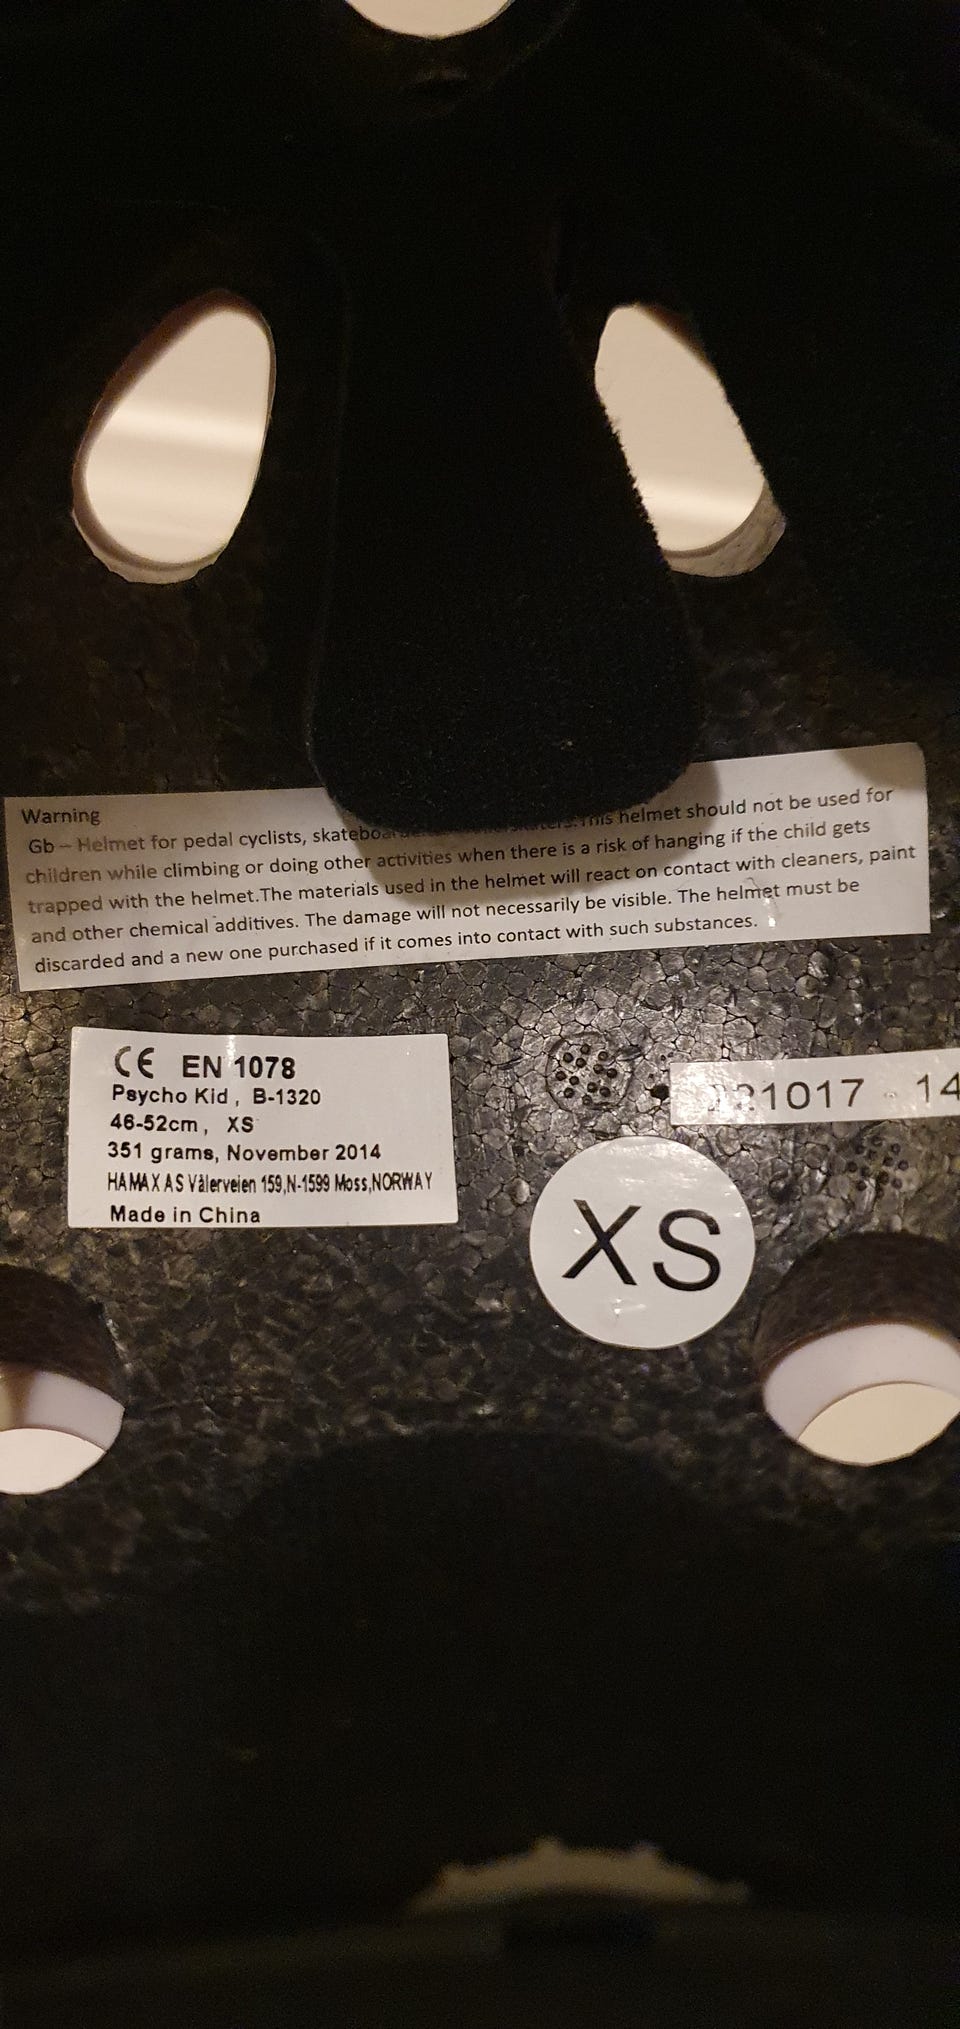 Warning
Gb – Helmet for pedal cyclists, This helmet should not be used for
children while climbing or doing other activities when there is a risk of hanging if the child gets
trapped with the helmet.The materials used in the helmet will react on contact with cleaners, paint
and other chemical additives. The damage will not necessarily be visible. The helmet must be
discarded and a new one purchased if it comes into contact with such substances.
CE EN 1078
Psycho Kid, B-1320
46-52cm, XS
351 grams, November 2014
HAMAX AS Vålerveien 159,N-1599 Moss,NORWAY
Made in China
21017 - 14
XS